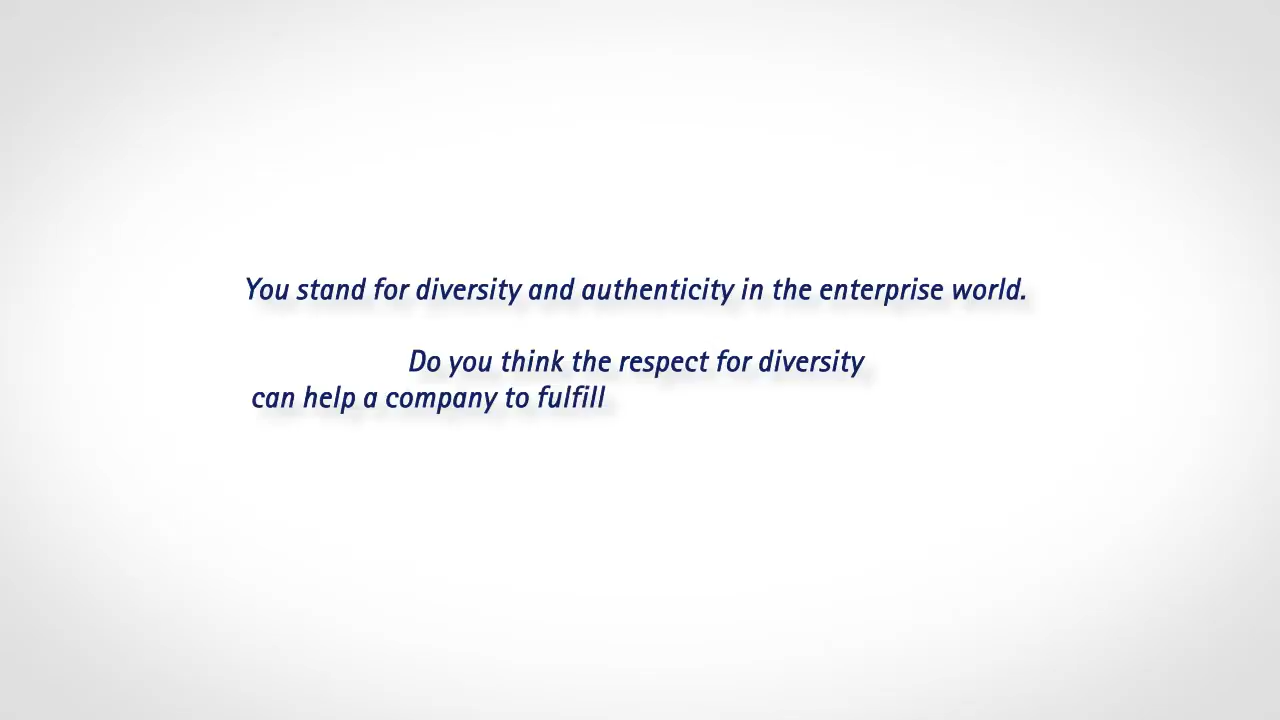 You stand for diversity and authenticity in the enterprise world.
Do you think the respect for diversity
can help a company to fulfill